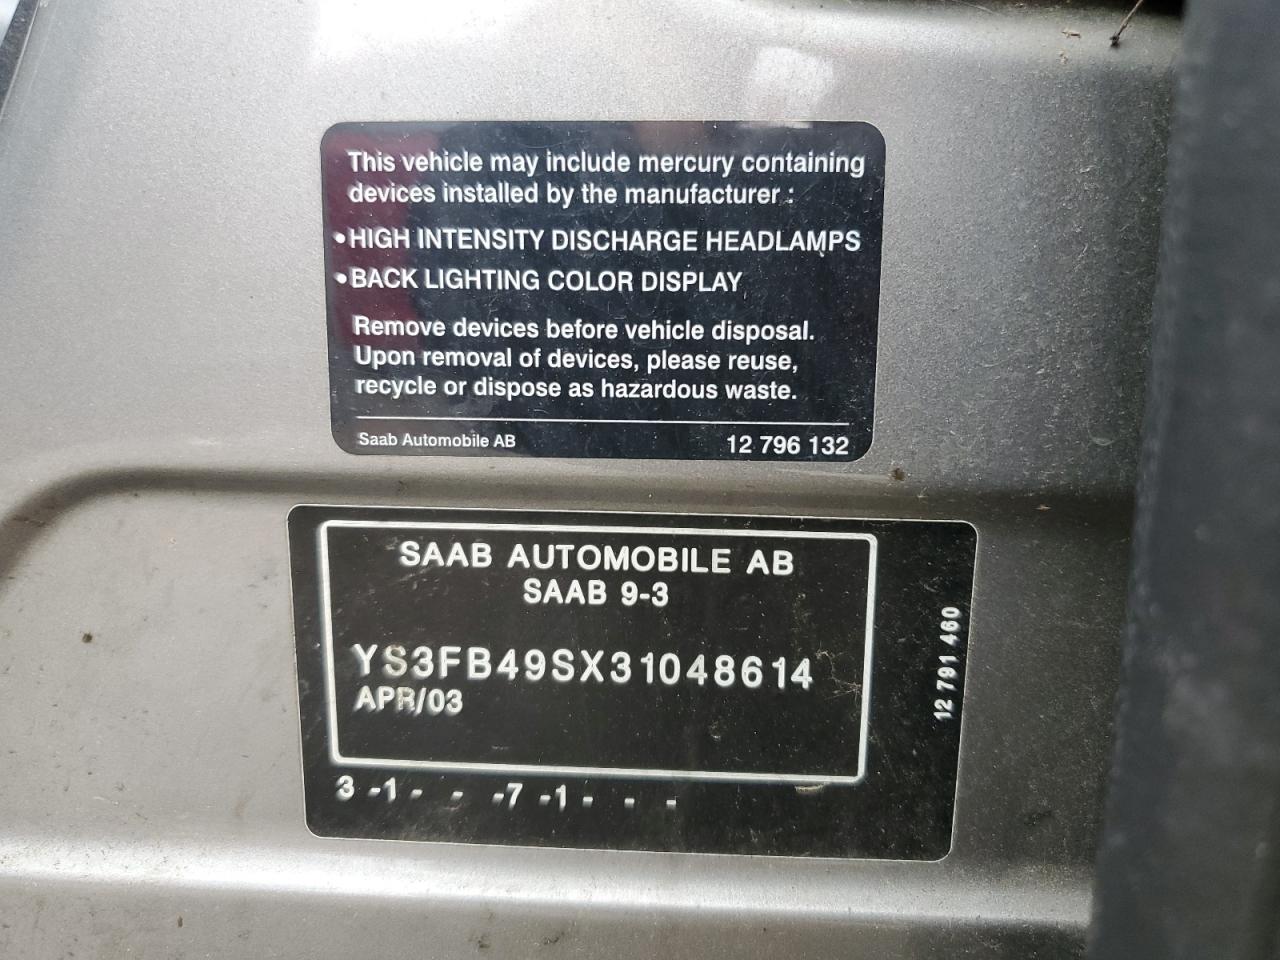 This vehicle may include mercury containing
devices installed by the manufacturer :
•HIGH INTENSITY DISCHARGE HEADLAMPS
•BACK LIGHTING COLOR DISPLAY
Remove devices before vehicle disposal.
Upon removal of devices, please reuse,
recycle or dispose as hazardous waste.
Saab Automobile AB 12 796 132
SAAB AUTOMOBILE AB
SAAB 9-3
YS3FB49SX31048614
APR/03
3 -1- - -7 -1- - -
12 791 460